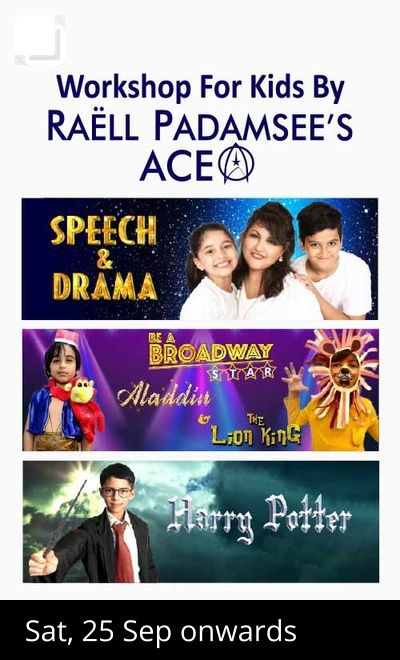 Workshop For Kids By
RAËLL PADAMSEE'S
ACE
SPEECH
&
DRAMA
BE A
BROADWAY
STAR
Aladdin
&
THE
LION KING
Harry Potter
Sat, 25 Sep onwards